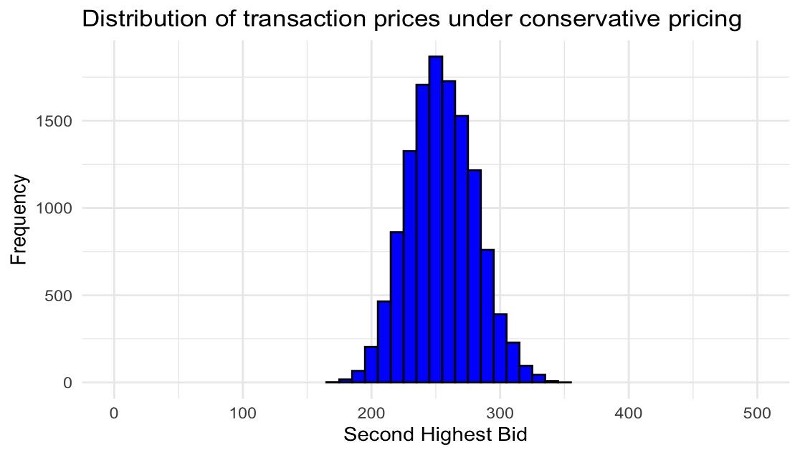 Distribution of transaction prices under conservative pricing
Frequency
1500
1000
500
0
0 100 200 300 400 500
Second Highest Bid